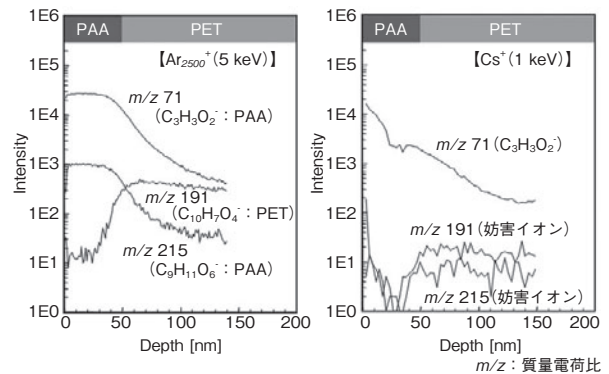 PAA PET
1E6
1E5
1E4
1E3
1E2
1E1
1E0
Intensity
【Ar2500+(5 keV)】
m/z 71
(C3H3O2-：PAA)
m/z 191
(C10H7O4-：PET)
m/z 215
(C9H11O6-：PAA)
0 50 100 150 200
Depth [nm]
PAA PET
1E6
1E5
1E4
1E3
1E2
1E1
1E0
Intensity
【Cs+(1 keV)】
m/z 71(C3H3O2-)
m/z 191(妨害イオン)
m/z 215(妨害イオン)
0 50 100 150 200
Depth [nm]
m/z：質量電荷比